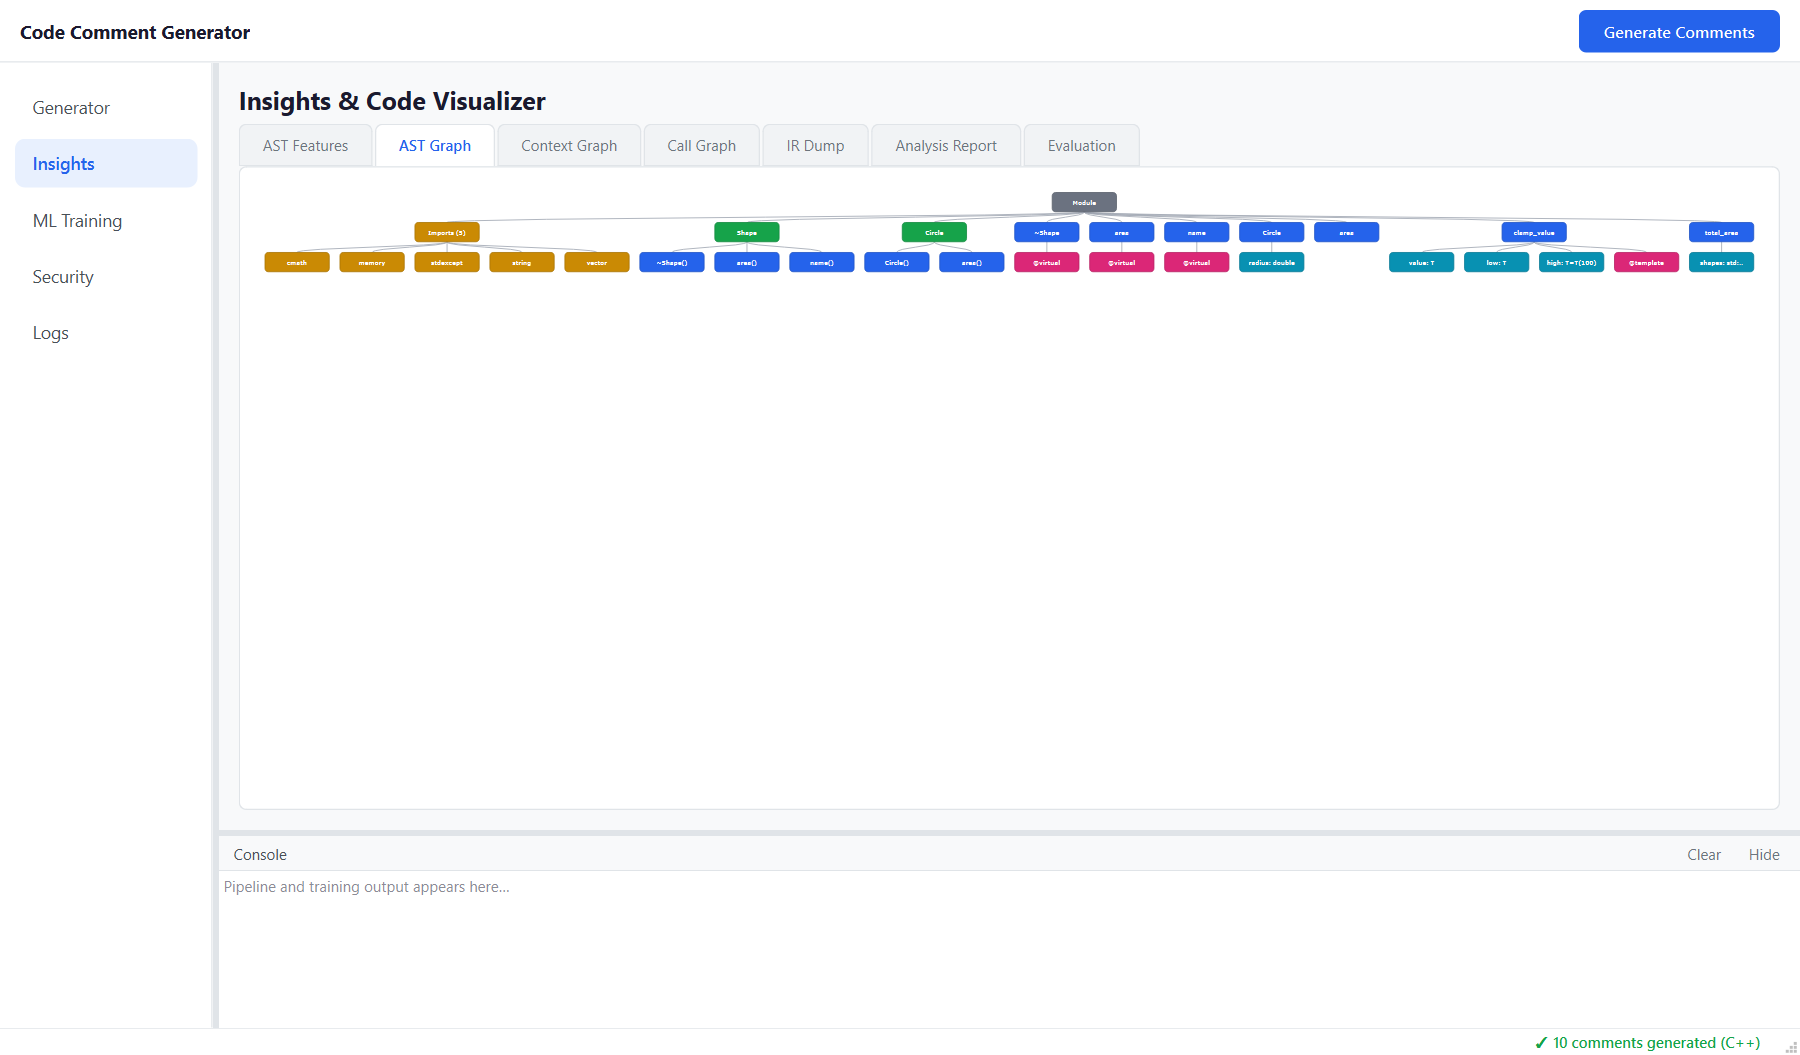 Code Comment Generator
Generate Comments
Generator
Insights
ML Training
Security
Logs
Insights & Code Visualizer
AST Features
AST Graph
Context Graph
Call Graph
IR Dump
Analysis Report
Evaluation
Module
Imports (5)
Shape
Circle
~Shape
area
name
Circle
area
clamp_value
total_area
cmath
memory
stdexcept
string
vector
~Shape()
area()
name()
Circle()
area()
@virtual
@virtual
@virtual
radius: double
value: T
low: T
high: T=T(100)
@template
shapes: std:..
Console
Clear
Hide
Pipeline and training output appears here...
✓ 10 comments generated (C++)